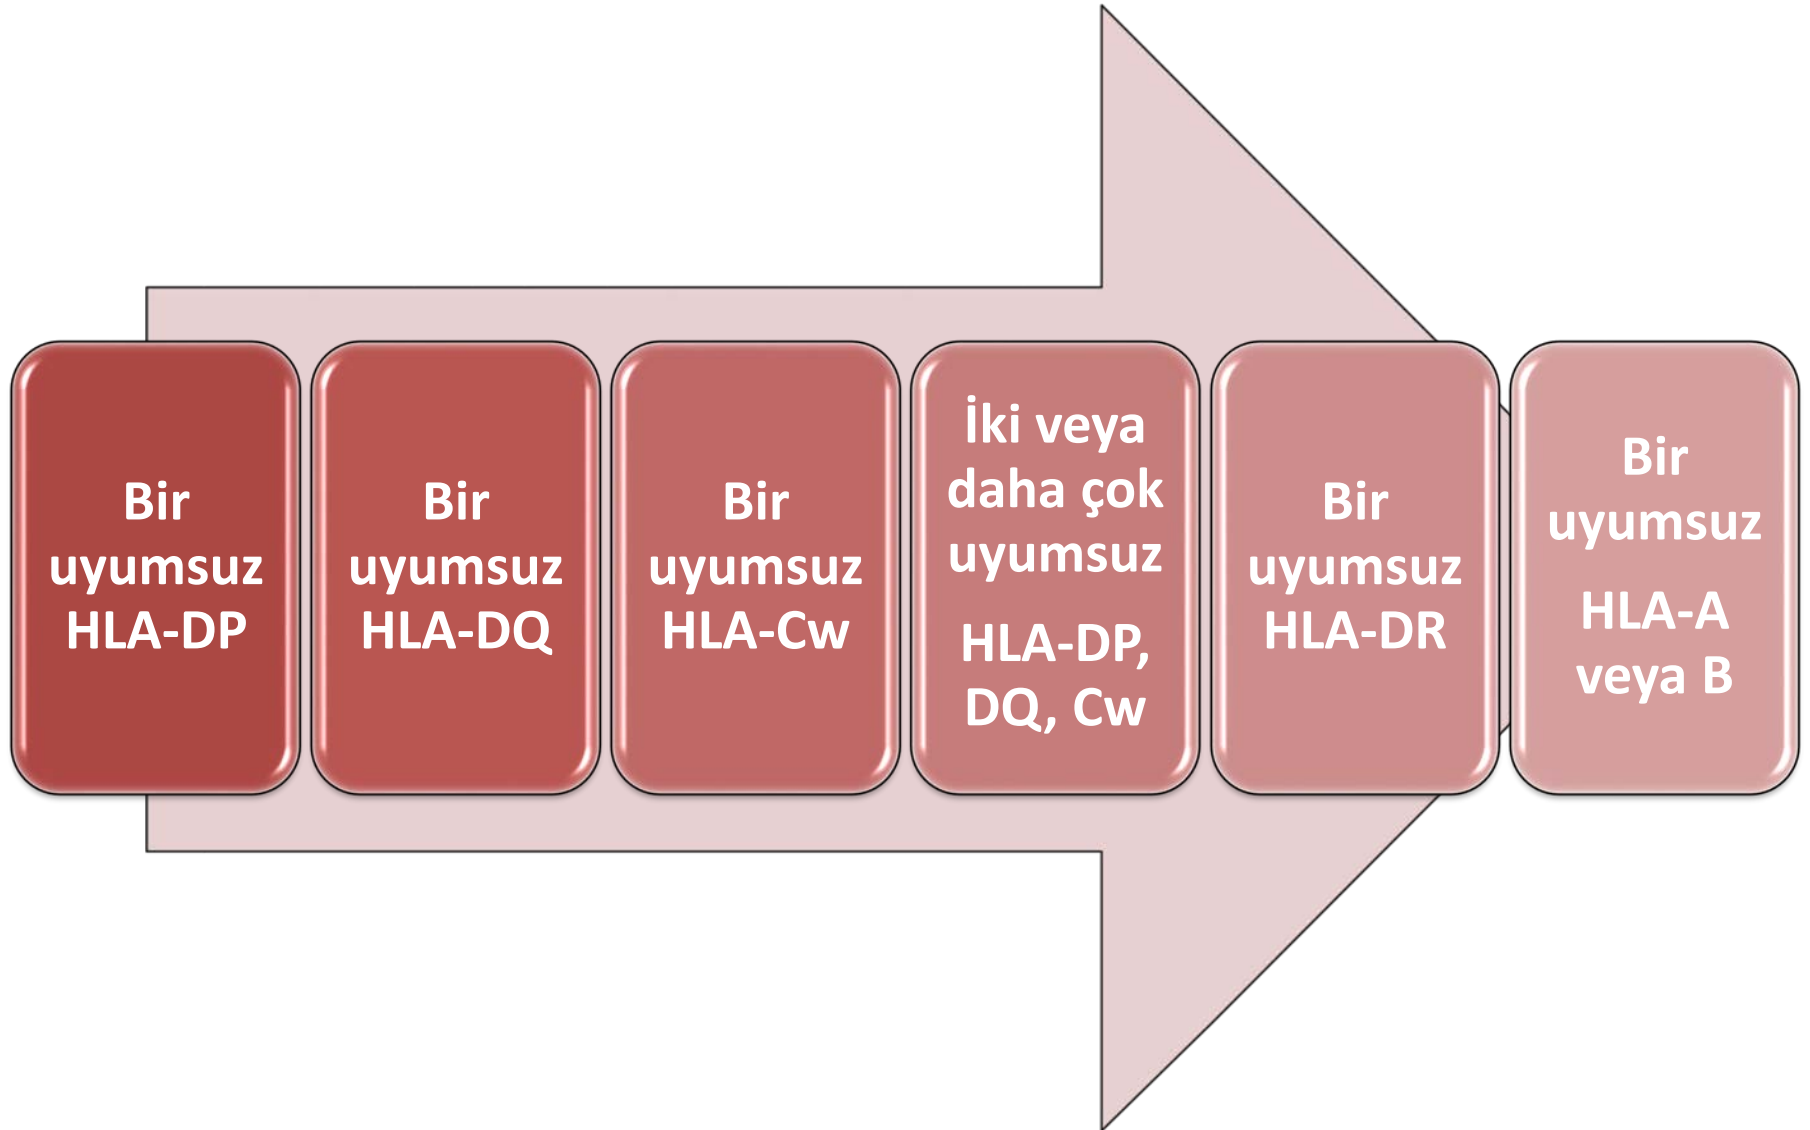 Bir
uyumsuz
HLA-DP
Bir
uyumsuz
HLA-DQ
Bir
uyumsuz
HLA-Cw
İki veya
daha çok
uyumsuz
HLA-DP,
DQ, Cw
Bir
uyumsuz
HLA-DR
Bir
uyumsuz
HLA-A
veya B